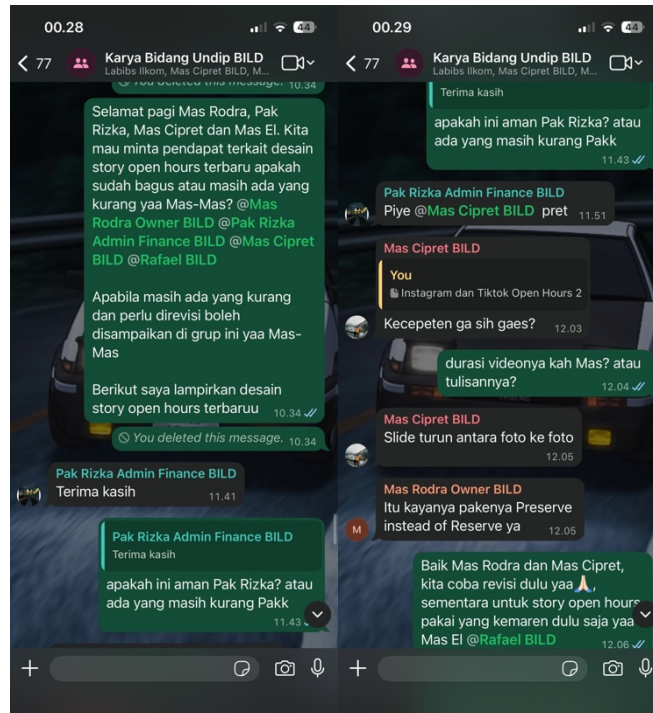 00.28
44
77
Karya Bidang Undip BILD
Labibs Ilkom, Mas Cipret BILD, M...
You deleted this message. 10.34
Selamat pagi Mas Rodra, Pak
Rizka, Mas Cipret dan Mas El. Kita
mau minta pendapat terkait desain
story open hours terbaru apakah
sudah bagus atau masih ada yang
kurang yaa Mas-Mas? @Mas
Rodra Owner BILD @Pak Rizka
Admin Finance BILD @Mas Cipret
BILD @Rafael BILD
Apabila masih ada yang kurang
dan perlu direvisi boleh
disampaikan di grup ini yaa Mas-
Mas
Berikut saya lampirkan desain
story open hours terbaruu 10.34
You deleted this message. 10.34
Pak Rizka Admin Finance BILD
Terima kasih 11.41
Pak Rizka Admin Finance BILD
Terima kasih
apakah ini aman Pak Rizka? atau
ada yang masih kurang Pakk
11.43
00.29
44
77
Karya Bidang Undip BILD
Labibs Ilkom, Mas Cipret BILD, M...
Terima kasih
apakah ini aman Pak Rizka? atau
ada yang masih kurang Pakk
11.43
Pak Rizka Admin Finance BILD
Piye @Mas Cipret BILD pret 11.51
Mas Cipret BILD
You
Instagram dan Tiktok Open Hours 2
Kecepeten ga sih gaes? 12.03
durasi videonya kah Mas? atau
tulisannya? 12.04
Mas Cipret BILD
Slide turun antara foto ke foto
12.05
Mas Rodra Owner BILD
M
Itu kayanya pakenya Preserve
instead of Reserve ya 12.05
Baik Mas Rodra dan Mas Cipret,
kita coba revisi dulu yaa🙏🏻,
sementara untuk story open hours
pakai yang kemaren dulu saja yaa
Mas El @Rafael BILD 12.06